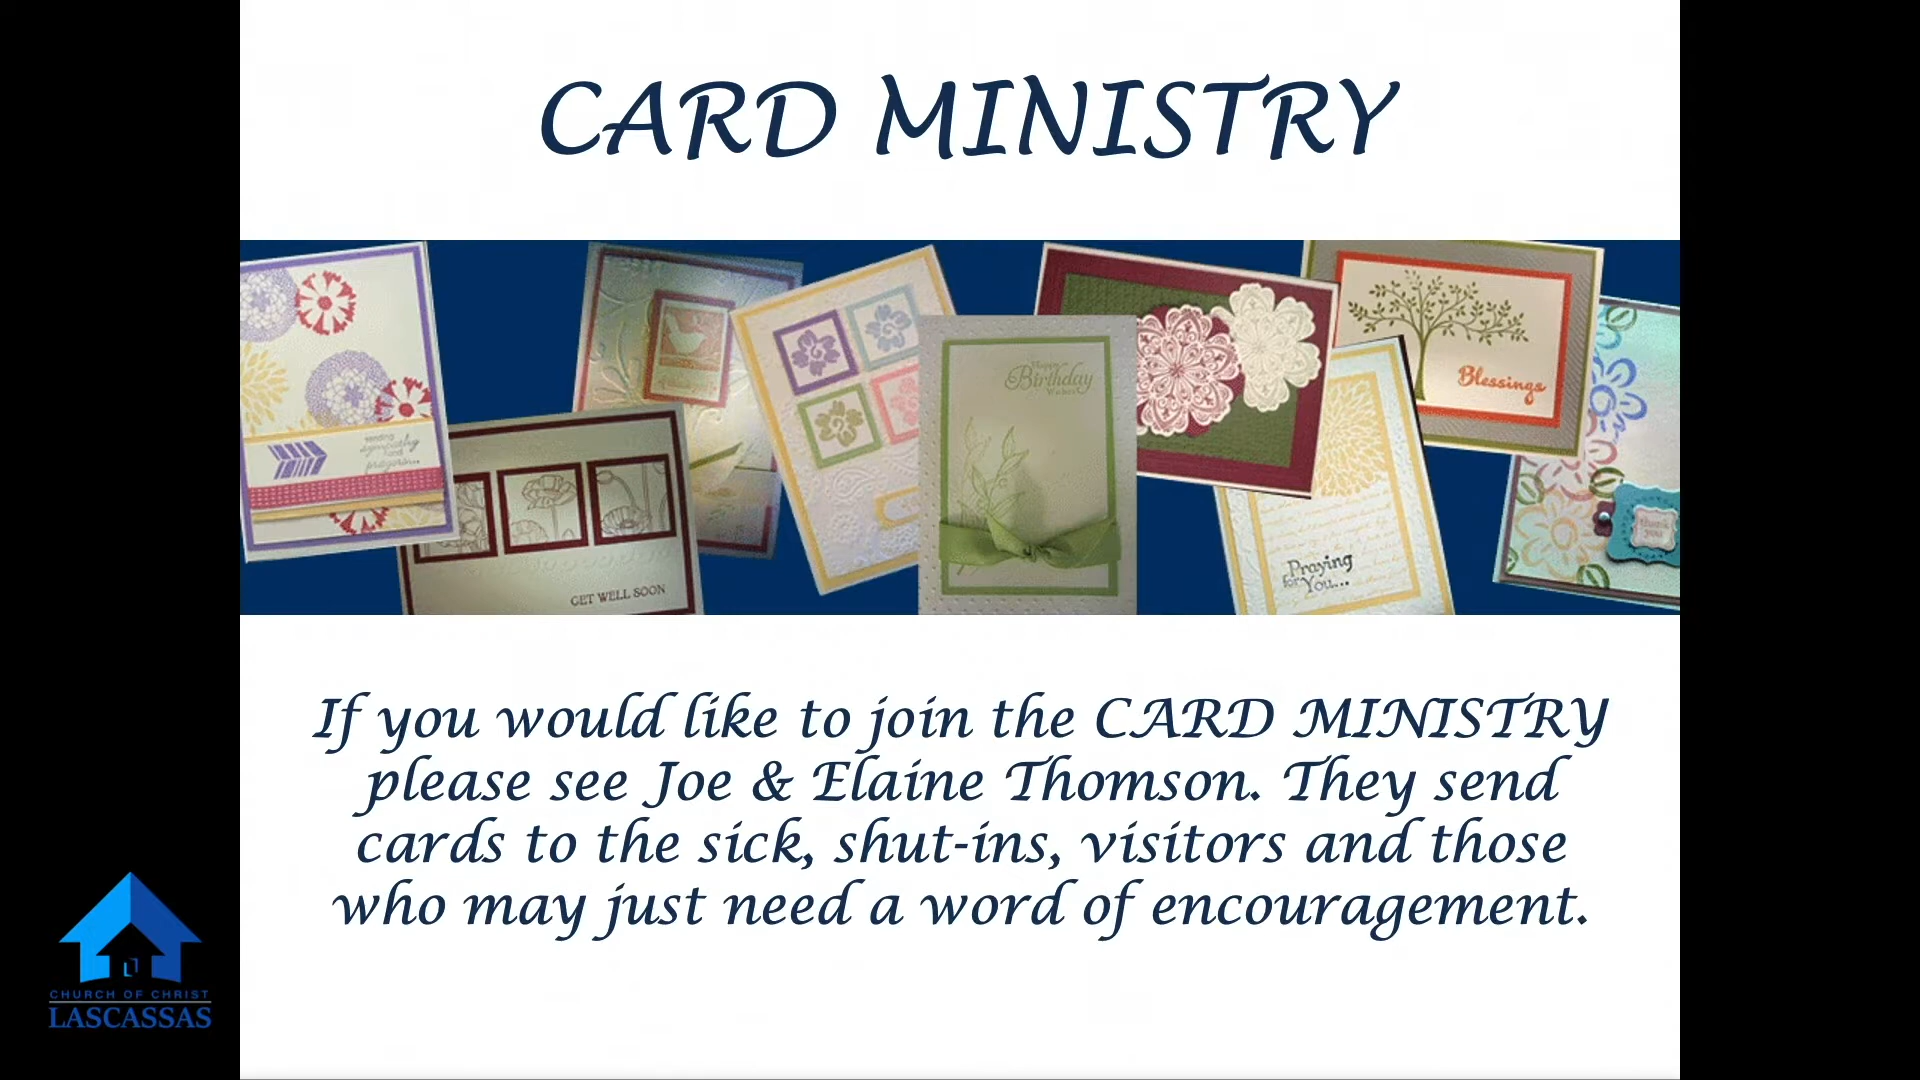 CARD MINISTRY
sending
sympathy
and
prayers...
GET WELL SOON
Happy
Birthday
Wishes
Blessings
Praying
for You...
thank
you
If you would like to join the CARD MINISTRY
please see Joe & Elaine Thomson. They send
cards to the sick, shut-ins, visitors and those
who may just need a word of encouragement.
CHURCH OF CHRIST
LASCASSAS